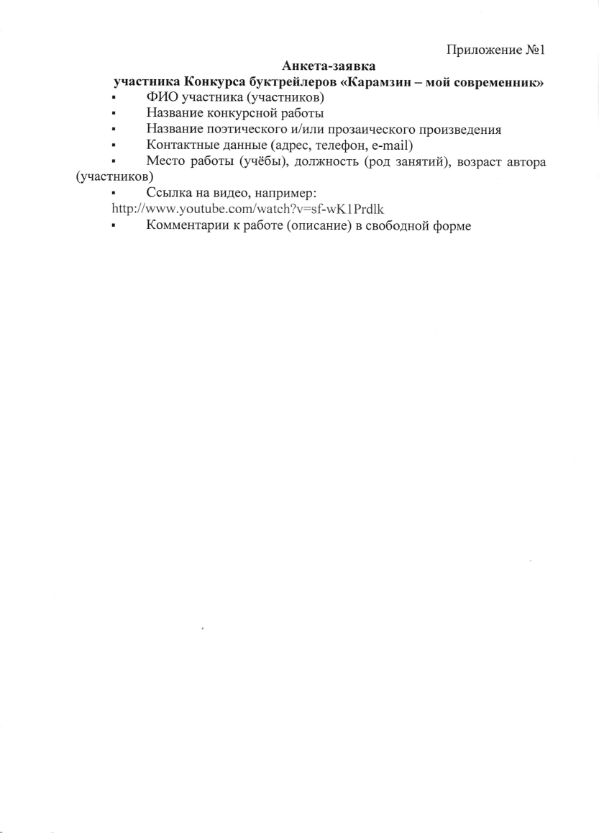 Приложение №1
Анкета-заявка
участника Конкурса буктрейлеров «Карамзин – мой современник»
▪ ФИО участника (участников)
▪ Название конкурсной работы
▪ Название поэтического и/или прозаического произведения
▪ Контактные данные (адрес, телефон, e-mail)
▪ Место работы (учёбы), должность (род занятий), возраст автора
(участников)
▪ Ссылка на видео, например:
http://www.youtube.com/watch?v=sf-wK1Prdlk
▪ Комментарии к работе (описание) в свободной форме